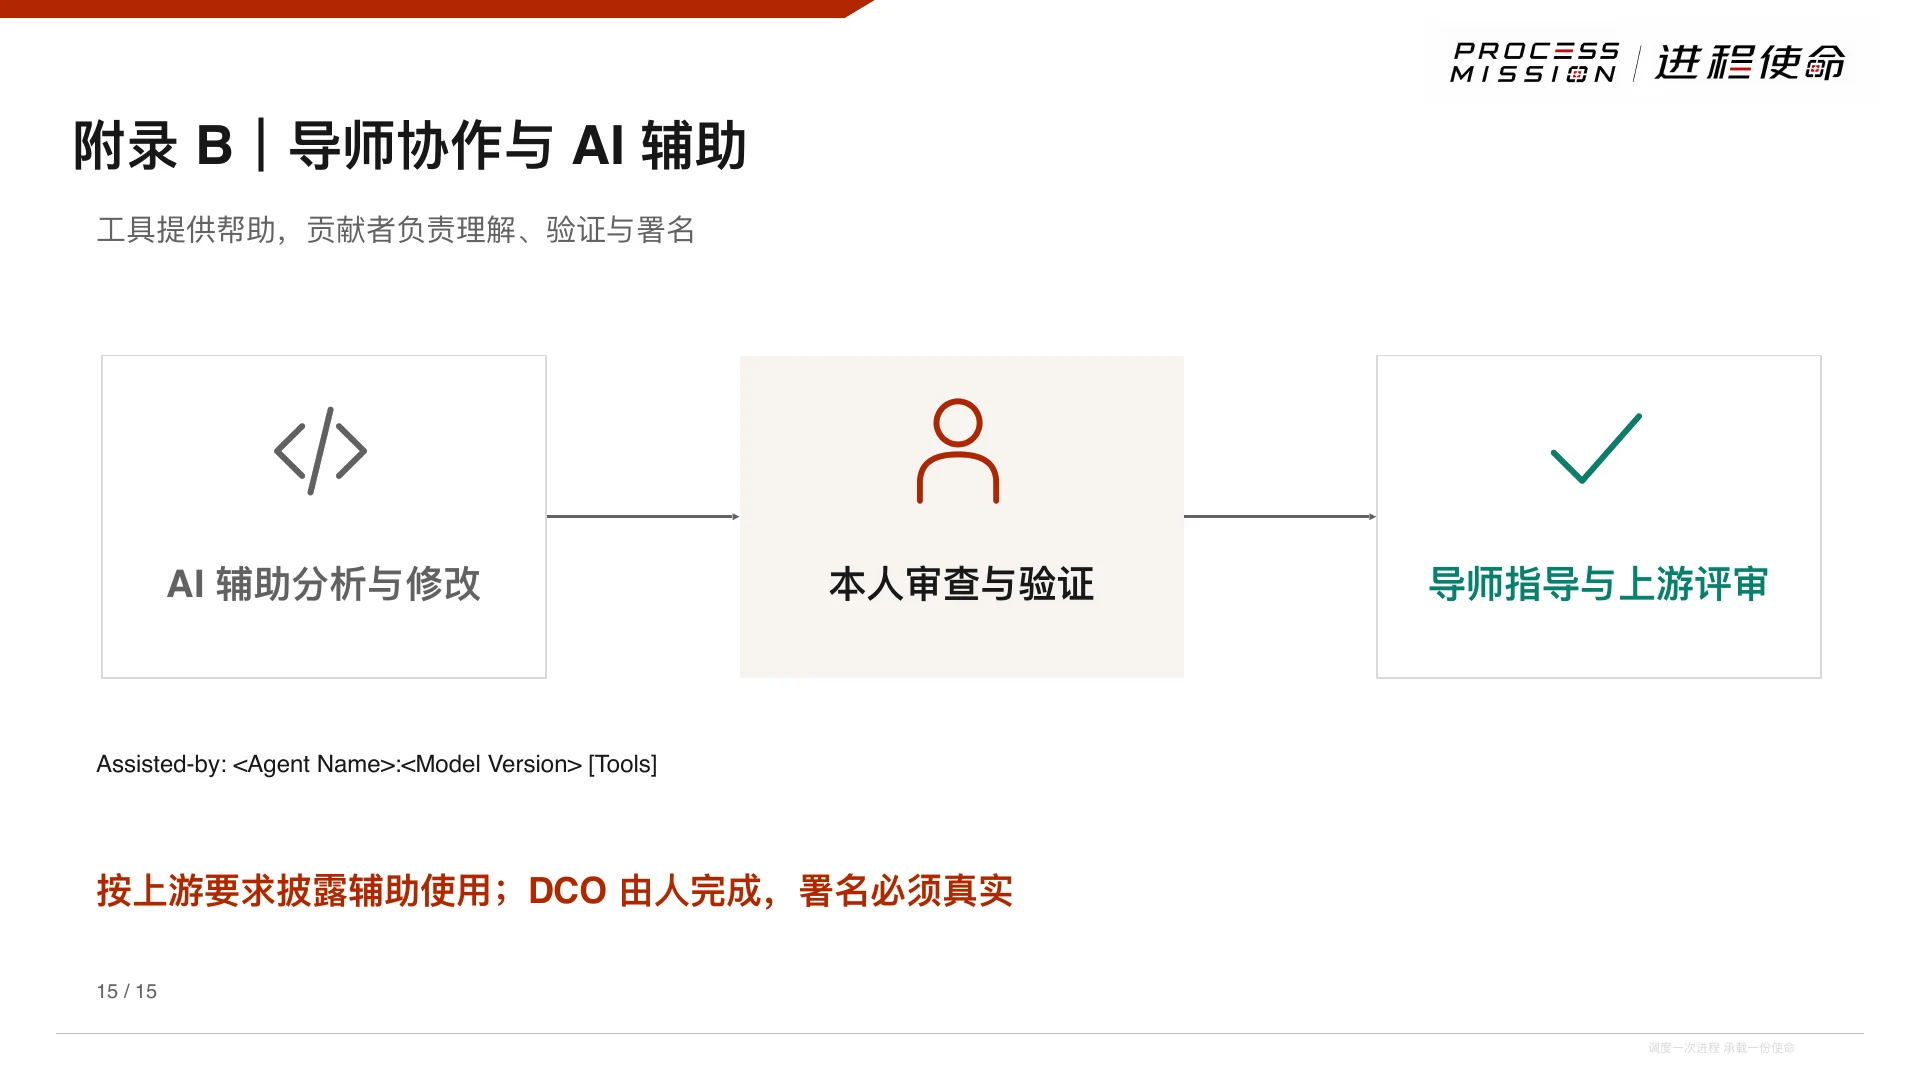 PROCESS
MISSION
进程使命
附录 B｜导师协作与 AI 辅助
工具提供帮助，贡献者负责理解、验证与署名
AI 辅助分析与修改
本人审查与验证
导师指导与上游评审
Assisted-by: <Agent Name>:<Model Version> [Tools]
按上游要求披露辅助使用；DCO 由人完成，署名必须真实
15 / 15
调度一次进程 承载一份使命